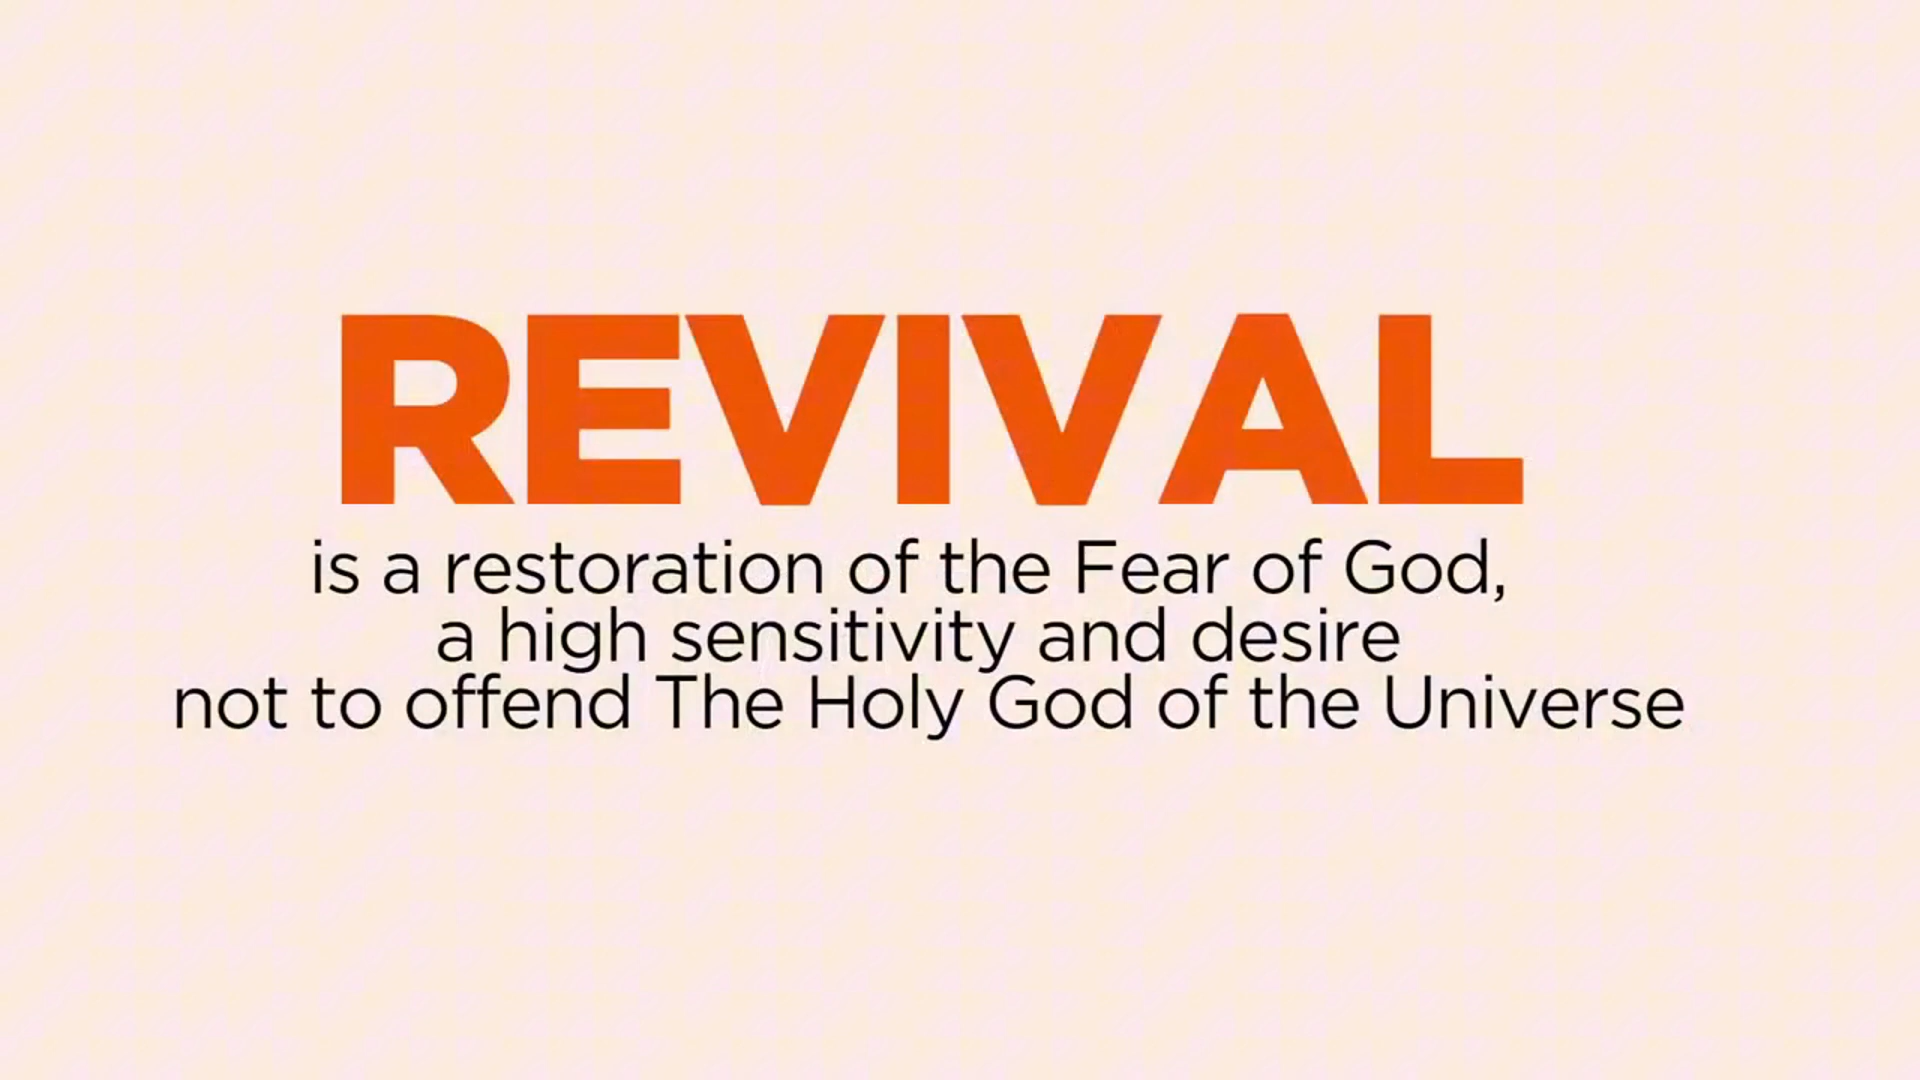 REVIVAL
is a restoration of the Fear of God,
a high sensitivity and desire
not to offend The Holy God of the Universe